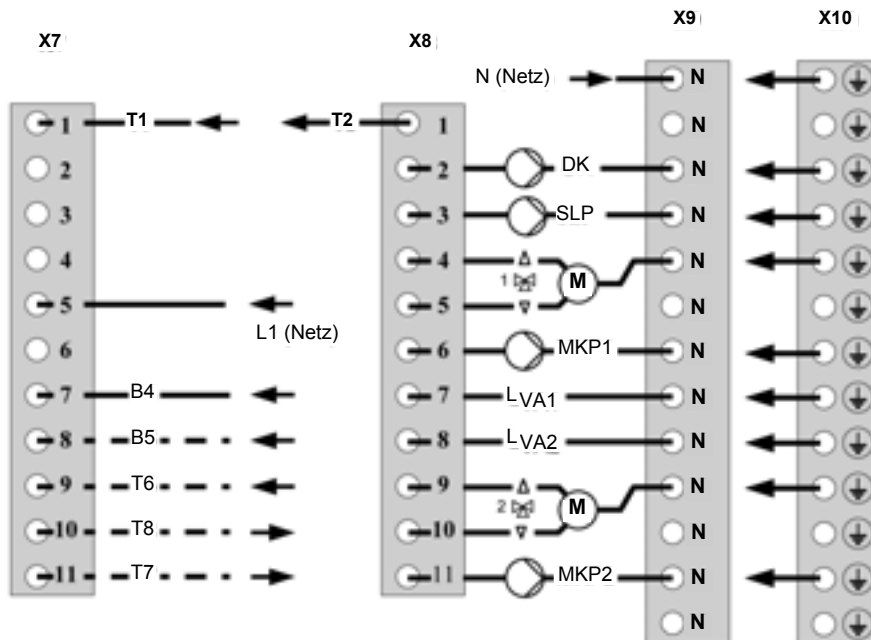 X7 X8 X9 X10
N (Netz) N
1 T1 T2 1 N
2 2 DK N
3 3 SLP N
4 4 1 M N
5 5 N
L1 (Netz)
6 6 MKP1 N
7 B4 7 LVA1 N
8 B5 8 LVA2 N
9 T6 9 2 M N
10 T8 10 N
11 T7 11 MKP2 N
N